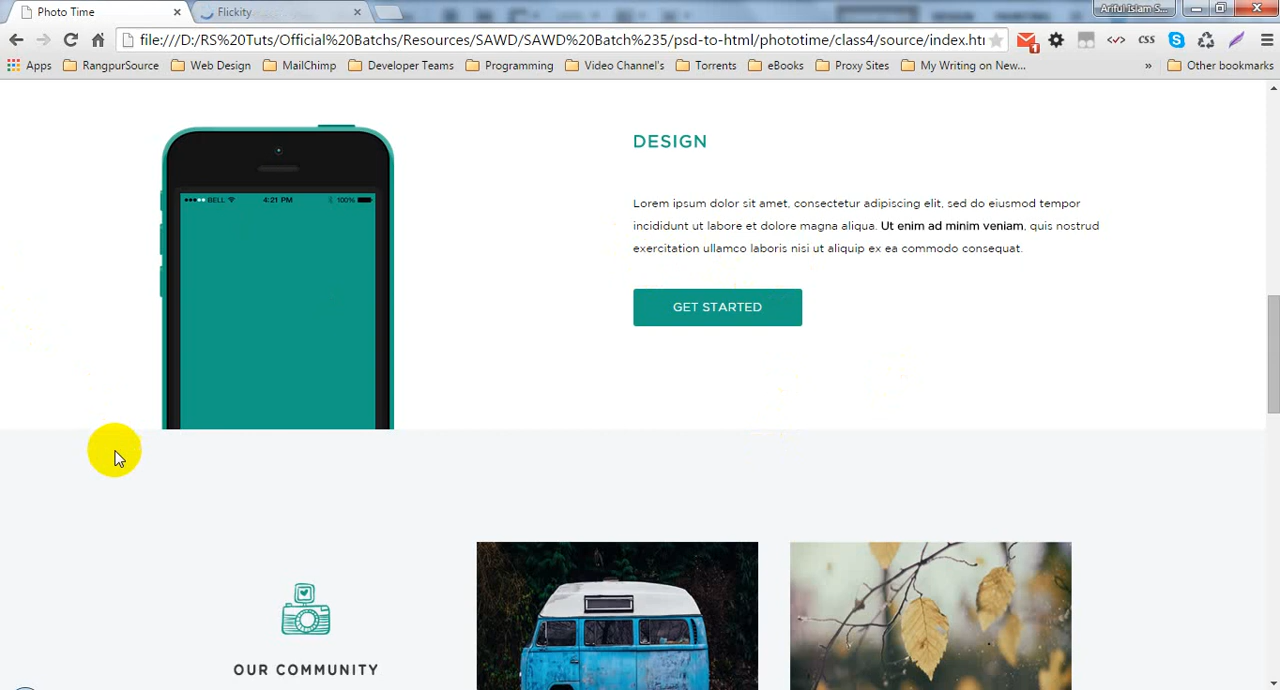 Photo Time
Flickity
Ariful Islam S...
file:///D:/RS%20Tuts/Official%20Batchs/Resources/SAWD/SAWD%20Batch%235/psd-to-html/phototime/class4/source/index.ht
1
CSS
Apps
RangpurSource
Web Design
MailChimp
Developer Teams
Programming
Video Channel's
Torrents
eBooks
Proxy Sites
My Writing on New...
»
Other bookmarks
BELL
4:21 PM
100%
DESIGN
Lorem ipsum dolor sit amet, consectetur adipiscing elit, sed do eiusmod tempor
incididunt ut labore et dolore magna aliqua. Ut enim ad minim veniam, quis nostrud
exercitation ullamco laboris nisi ut aliquip ex ea commodo consequat.
GET STARTED
OUR COMMUNITY